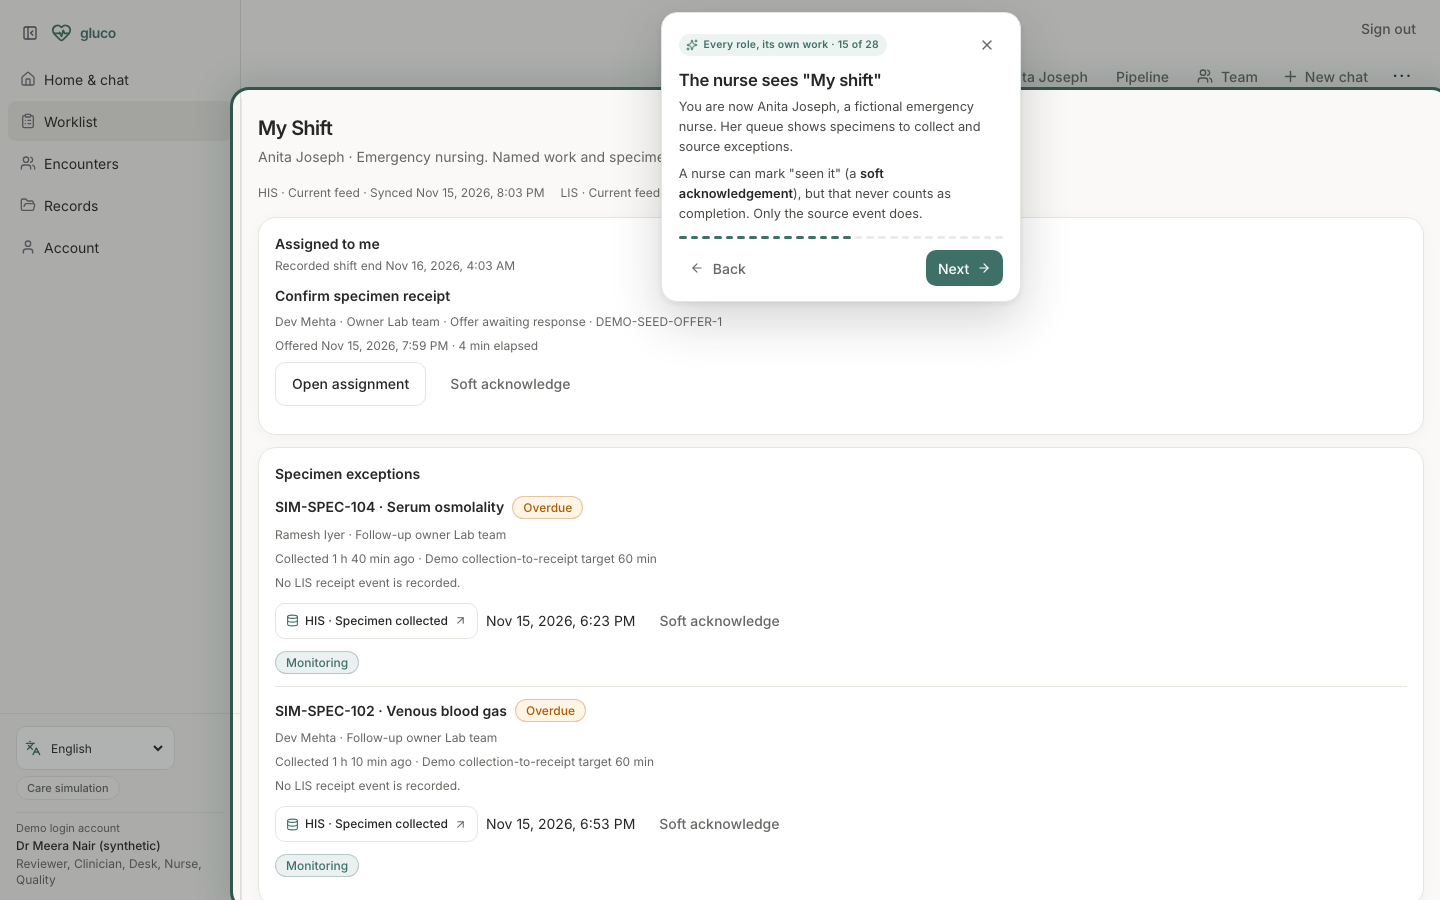 gluco
Home & chat
Worklist
Encounters
Records
Account
English
Care simulation
Demo login account
Dr Meera Nair (synthetic)
Reviewer, Clinician, Desk, Nurse,
Quality
Sign out
ta Joseph
Pipeline
Team
New chat
Every role, its own work · 15 of 28
The nurse sees "My shift"
You are now Anita Joseph, a fictional emergency
nurse. Her queue shows specimens to collect and
source exceptions.
A nurse can mark "seen it" (a soft
acknowledgement), but that never counts as
completion. Only the source event does.
Back
Next
My Shift
Anita Joseph · Emergency nursing. Named work and specime
HIS · Current feed · Synced Nov 15, 2026, 8:03 PM LIS · Current feed
Assigned to me
Recorded shift end Nov 16, 2026, 4:03 AM
Confirm specimen receipt
Dev Mehta · Owner Lab team · Offer awaiting response · DEMO-SEED-OFFER-1
Offered Nov 15, 2026, 7:59 PM · 4 min elapsed
Open assignment Soft acknowledge
Specimen exceptions
SIM-SPEC-104 · Serum osmolality Overdue
Ramesh Iyer · Follow-up owner Lab team
Collected 1 h 40 min ago · Demo collection-to-receipt target 60 min
No LIS receipt event is recorded.
HIS · Specimen collected Nov 15, 2026, 6:23 PM Soft acknowledge
Monitoring
SIM-SPEC-102 · Venous blood gas Overdue
Dev Mehta · Follow-up owner Lab team
Collected 1 h 10 min ago · Demo collection-to-receipt target 60 min
No LIS receipt event is recorded.
HIS · Specimen collected Nov 15, 2026, 6:53 PM Soft acknowledge
Monitoring